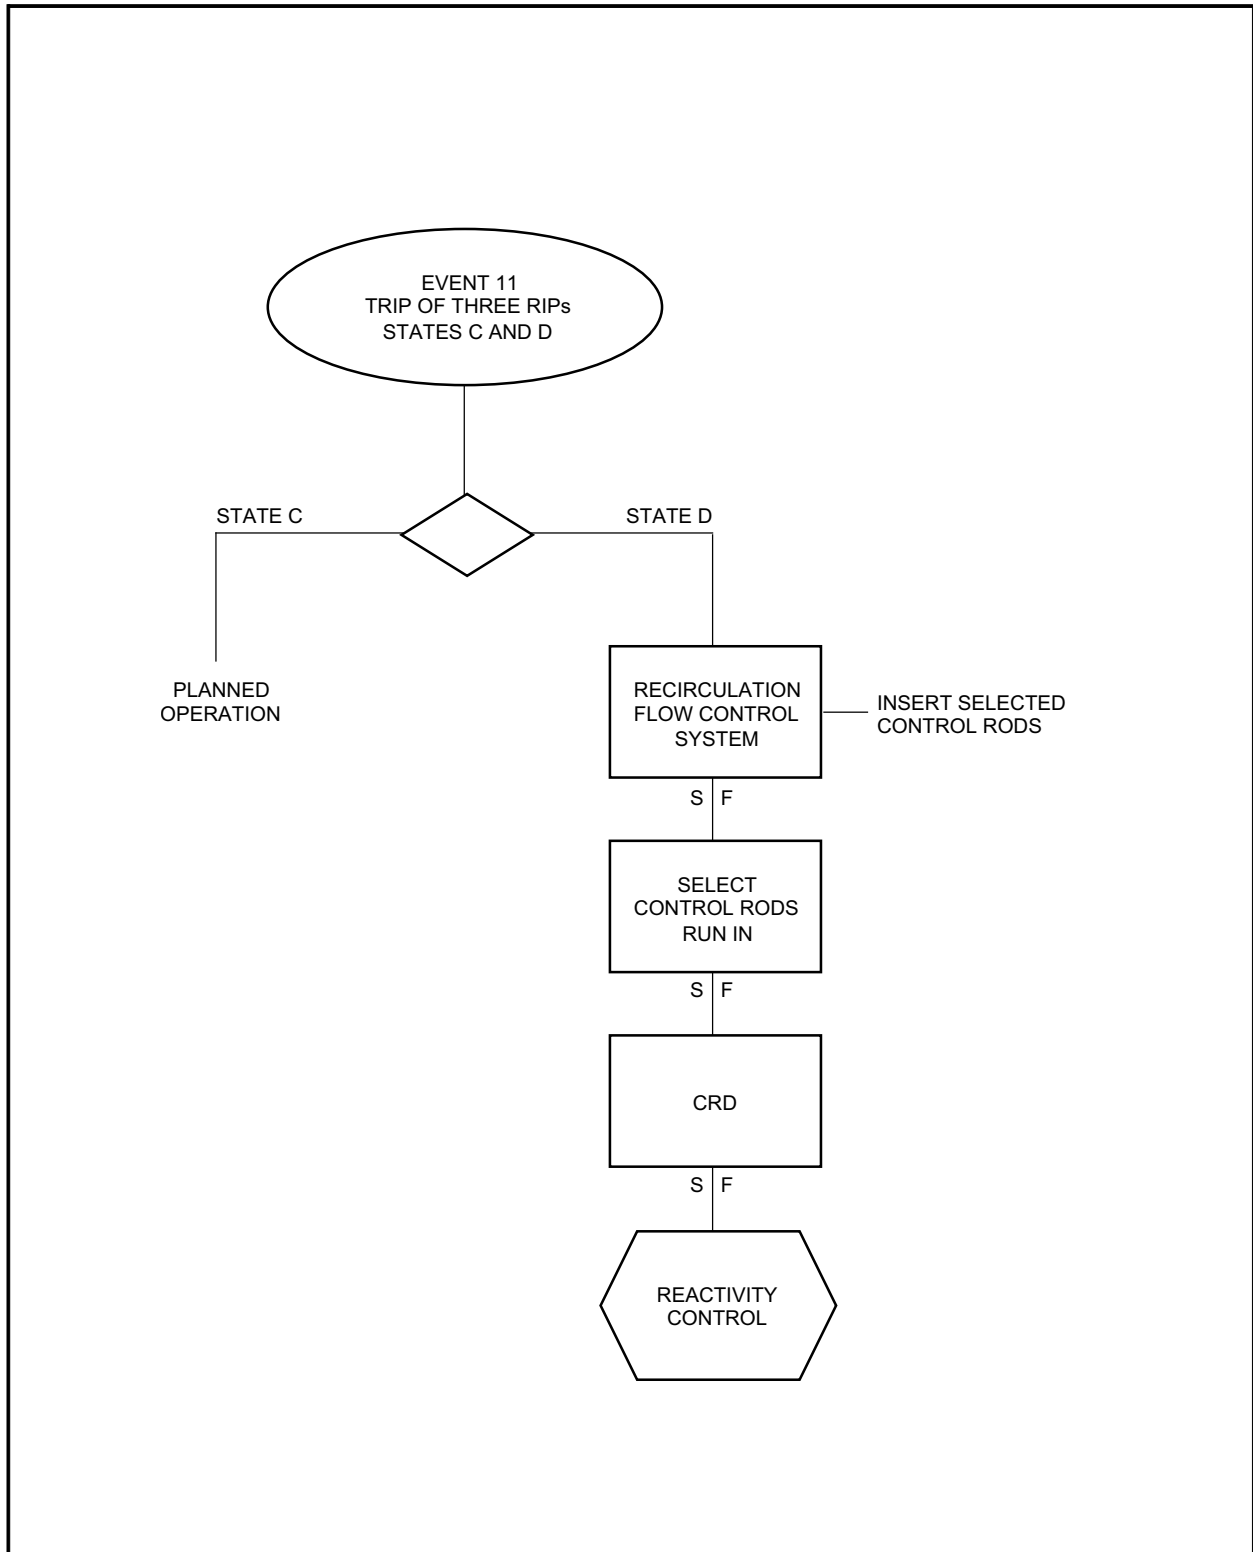 EVENT 11
TRIP OF THREE RIPs
STATES C AND D
STATE C
STATE D
PLANNED
OPERATION
RECIRCULATION
FLOW CONTROL
SYSTEM
INSERT SELECTED
CONTROL RODS
S F
SELECT
CONTROL RODS
RUN IN
S F
CRD
S F
REACTIVITY
CONTROL